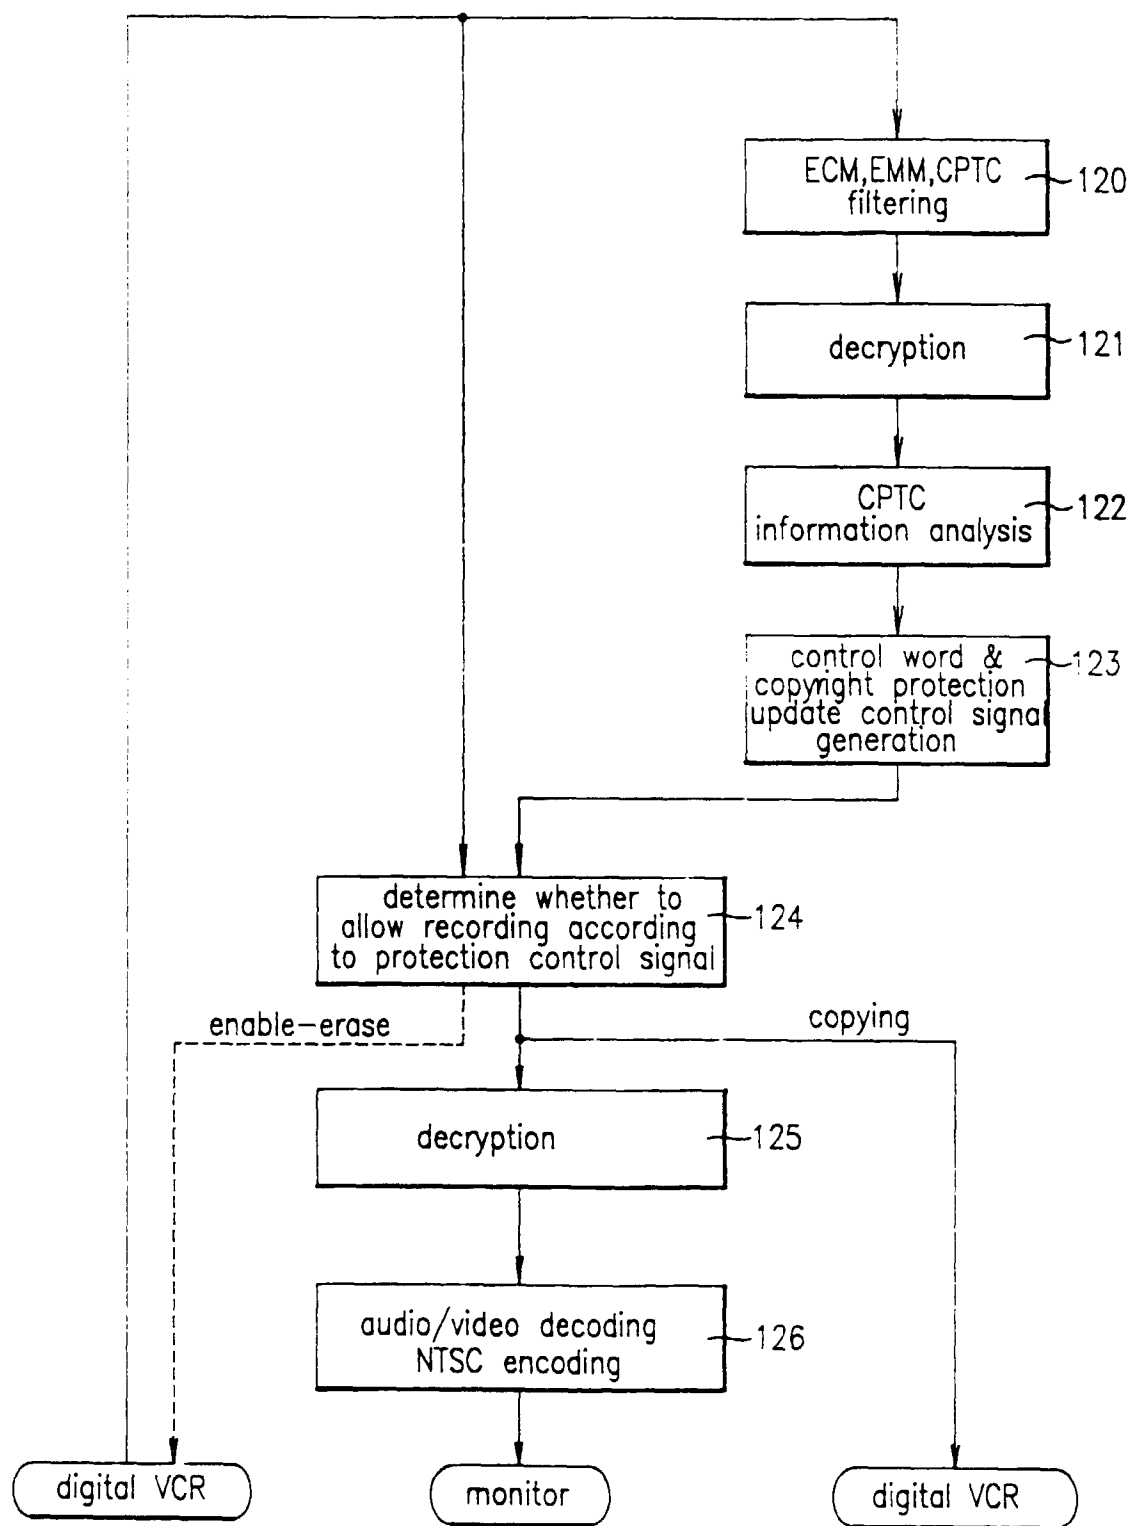 ECM,EMM,CPTC
filtering
120
decryption
121
CPTC
information analysis
122
control word &
copyright protection
update control signal
generation
123
determine whether to
allow recording according
to protection control signal
124
enable-erase
copying
decryption
125
audio/video decoding
NTSC encoding
126
digital VCR
monitor
digital VCR